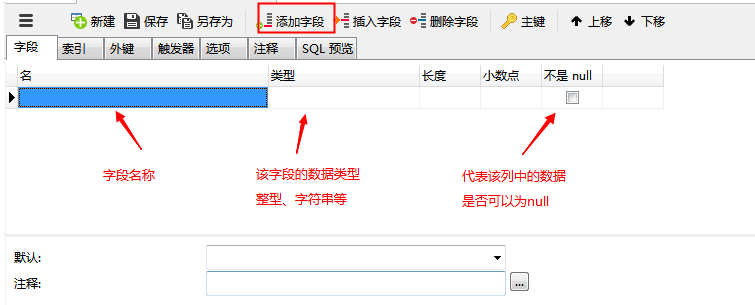 新建 保存 另存为 添加字段 插入字段 删除字段 主键 上移 下移
字段 索引 外键 触发器 选项 注释 SQL 预览
名 类型 长度 小数点 不是 null
字段名称
该字段的数据类型
整型、字符串等
代表该列中的数据
是否可以为null
默认:
注释:
...